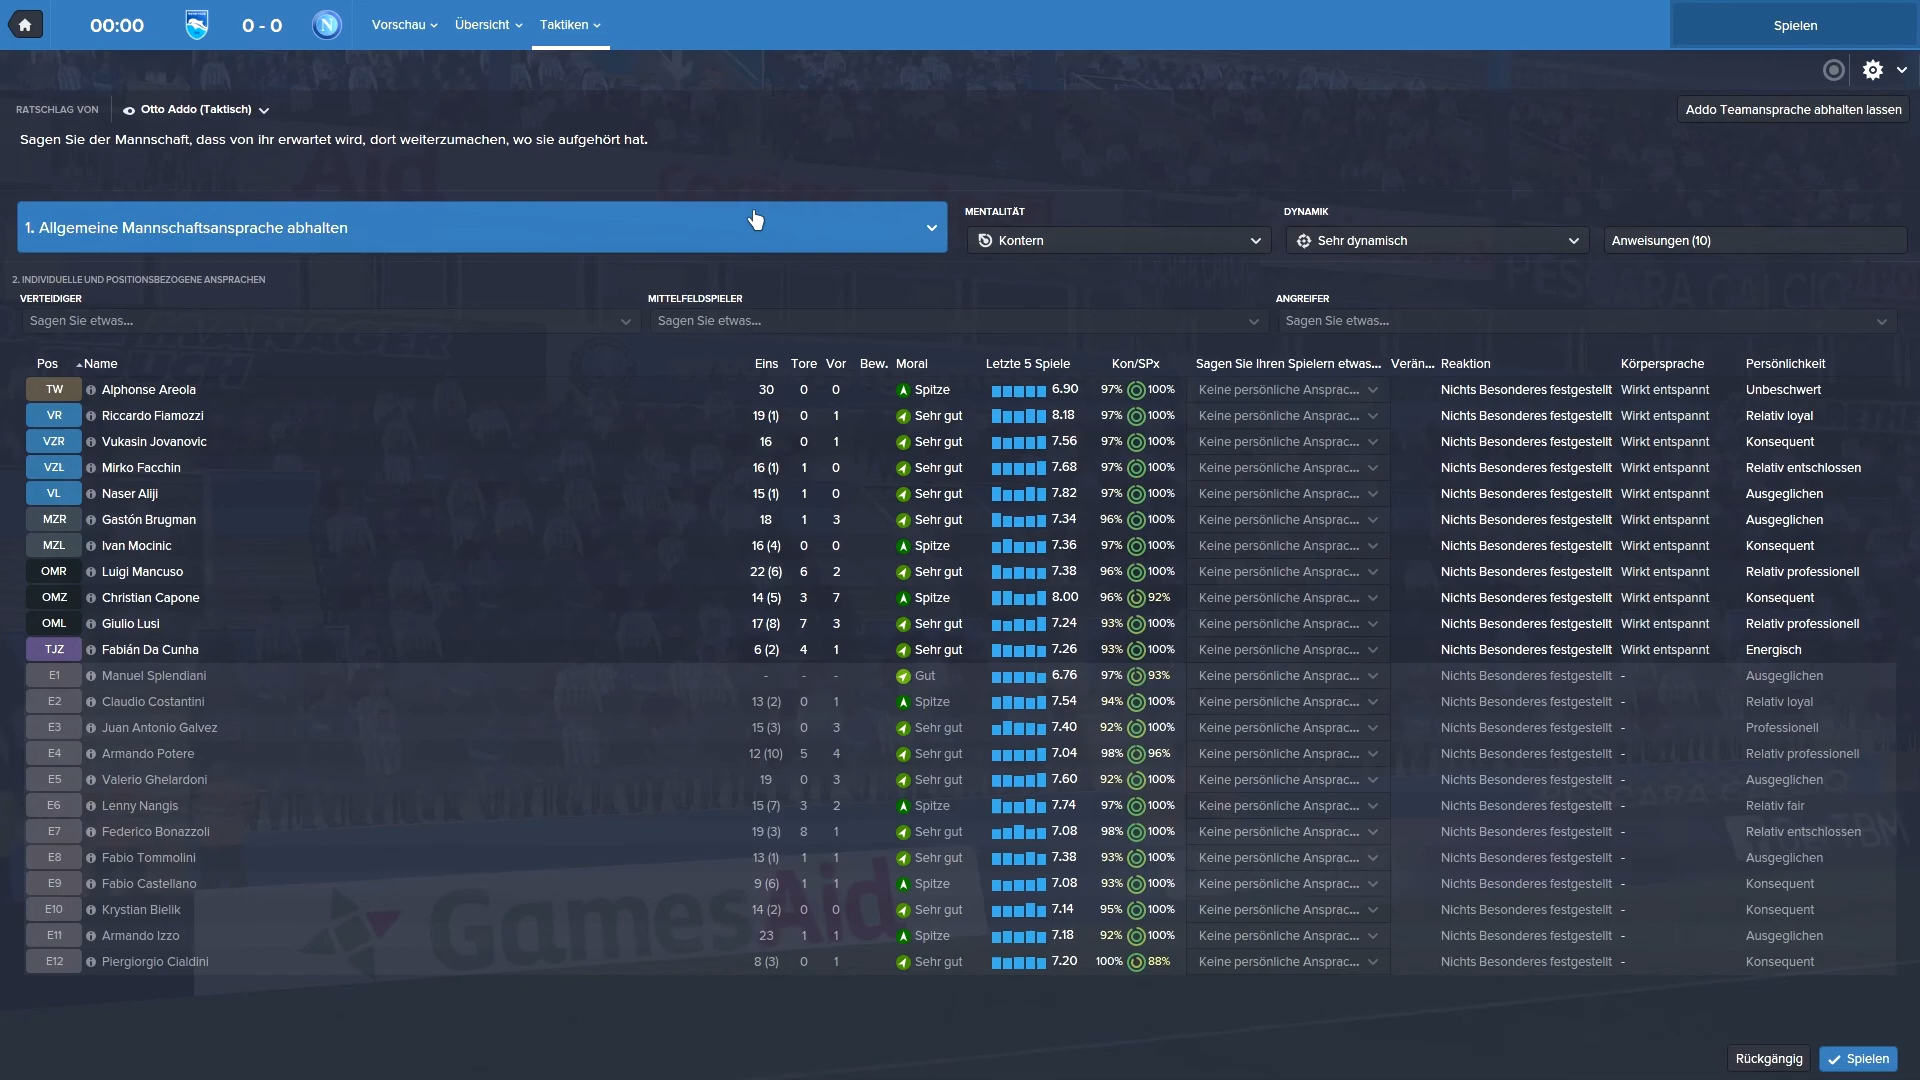 00:00 0 - 0 N Vorschau Übersicht Taktiken Spielen
RATSCHLAG VON Otto Addo (Taktisch) Addo Teamansprache abhalten lassen
Sagen Sie der Mannschaft, dass von ihr erwartet wird, dort weiterzumachen, wo sie aufgehört hat.
MENTALITÄT DYNAMIK
1. Allgemeine Mannschaftsansprache abhalten Kontern Sehr dynamisch Anweisungen (10)
2. INDIVIDUELLE UND POSITIONSBEZOGENE ANSPRACHEN
VERTEIDIGER MITTELFELDSPIELER ANGREIFER
Sagen Sie etwas... Sagen Sie etwas... Sagen Sie etwas...
Pos Name Eins Tore Vor Bew. Moral Letzte 5 Spiele Kon/SPx Sagen Sie Ihren Spielern etwas... Verän... Reaktion Körpersprache Persönlichkeit
TW Alphonse Areola 30 0 0 Spitze 6.90 97% 100% Keine persönliche Ansprac... Nichts Besonderes festgestellt Wirkt entspannt Unbeschwert
VR Riccardo Fiamozzi 19 (1) 0 1 Sehr gut 8.18 97% 100% Keine persönliche Ansprac... Nichts Besonderes festgestellt Wirkt entspannt Relativ loyal
VZR Vukasin Jovanovic 16 0 1 Sehr gut 7.56 97% 100% Keine persönliche Ansprac... Nichts Besonderes festgestellt Wirkt entspannt Konsequent
VZL Mirko Facchin 16 (1) 1 0 Sehr gut 7.68 97% 100% Keine persönliche Ansprac... Nichts Besonderes festgestellt Wirkt entspannt Relativ entschlossen
VL Naser Aliji 15 (1) 1 0 Sehr gut 7.82 97% 100% Keine persönliche Ansprac... Nichts Besonderes festgestellt Wirkt entspannt Ausgeglichen
MZR Gastón Brugman 18 1 3 Sehr gut 7.34 96% 100% Keine persönliche Ansprac... Nichts Besonderes festgestellt Wirkt entspannt Ausgeglichen
MZL Ivan Mocinic 16 (4) 0 0 Spitze 7.36 97% 100% Keine persönliche Ansprac... Nichts Besonderes festgestellt Wirkt entspannt Konsequent
OMR Luigi Mancuso 22 (6) 6 2 Sehr gut 7.38 96% 100% Keine persönliche Ansprac... Nichts Besonderes festgestellt Wirkt entspannt Relativ professionell
OMZ Christian Capone 14 (5) 3 7 Spitze 8.00 96% 92% Keine persönliche Ansprac... Nichts Besonderes festgestellt Wirkt entspannt Konsequent
OML Giulio Lusi 17 (8) 7 3 Sehr gut 7.24 93% 100% Keine persönliche Ansprac... Nichts Besonderes festgestellt Wirkt entspannt Relativ professionell
TJZ Fabián Da Cunha 6 (2) 4 1 Sehr gut 7.26 93% 100% Keine persönliche Ansprac... Nichts Besonderes festgestellt Wirkt entspannt Energisch
E1 Manuel Splendiani - - - Gut 6.76 97% 93% Keine persönliche Ansprac... Nichts Besonderes festgestellt - Ausgeglichen
E2 Claudio Costantini 13 (2) 0 1 Spitze 7.54 94% 100% Keine persönliche Ansprac... Nichts Besonderes festgestellt - Relativ loyal
E3 Juan Antonio Galvez 15 (3) 0 3 Sehr gut 7.40 92% 100% Keine persönliche Ansprac... Nichts Besonderes festgestellt - Professionell
E4 Armando Potere 12 (10) 5 4 Sehr gut 7.04 98% 96% Keine persönliche Ansprac... Nichts Besonderes festgestellt - Relativ professionell
E5 Valerio Ghelardoni 19 0 3 Sehr gut 7.60 92% 100% Keine persönliche Ansprac... Nichts Besonderes festgestellt - Ausgeglichen
E6 Lenny Nangis 15 (7) 3 2 Spitze 7.74 97% 100% Keine persönliche Ansprac... Nichts Besonderes festgestellt - Relativ fair
E7 Federico Bonazzoli 19 (3) 8 1 Sehr gut 7.08 98% 100% Keine persönliche Ansprac... Nichts Besonderes festgestellt - Relativ entschlossen
E8 Fabio Tommolini 13 (1) 1 1 Sehr gut 7.38 93% 100% Keine persönliche Ansprac... Nichts Besonderes festgestellt - Ausgeglichen
E9 Fabio Castellano 9 (6) 1 1 Spitze 7.08 93% 100% Keine persönliche Ansprac... Nichts Besonderes festgestellt - Konsequent
E10 Krystian Bielik 14 (2) 0 0 Sehr gut 7.14 95% 100% Keine persönliche Ansprac... Nichts Besonderes festgestellt - Konsequent
E11 Armando Izzo 23 1 1 Spitze 7.18 92% 100% Keine persönliche Ansprac... Nichts Besonderes festgestellt - Ausgeglichen
E12 Piergiorgio Cialdini 8 (3) 0 1 Sehr gut 7.20 100% 88% Keine persönliche Ansprac... Nichts Besonderes festgestellt - Konsequent
GamesAid
Rückgängig Spielen